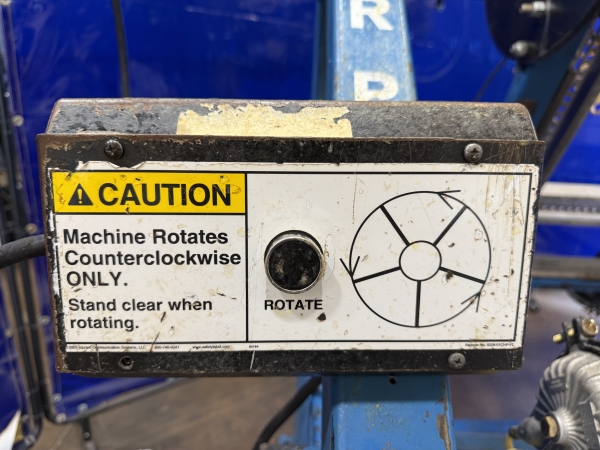 R
P
CAUTION
Machine Rotates
Counterclockwise
ONLY.
Stand clear when
rotating.
ROTATE